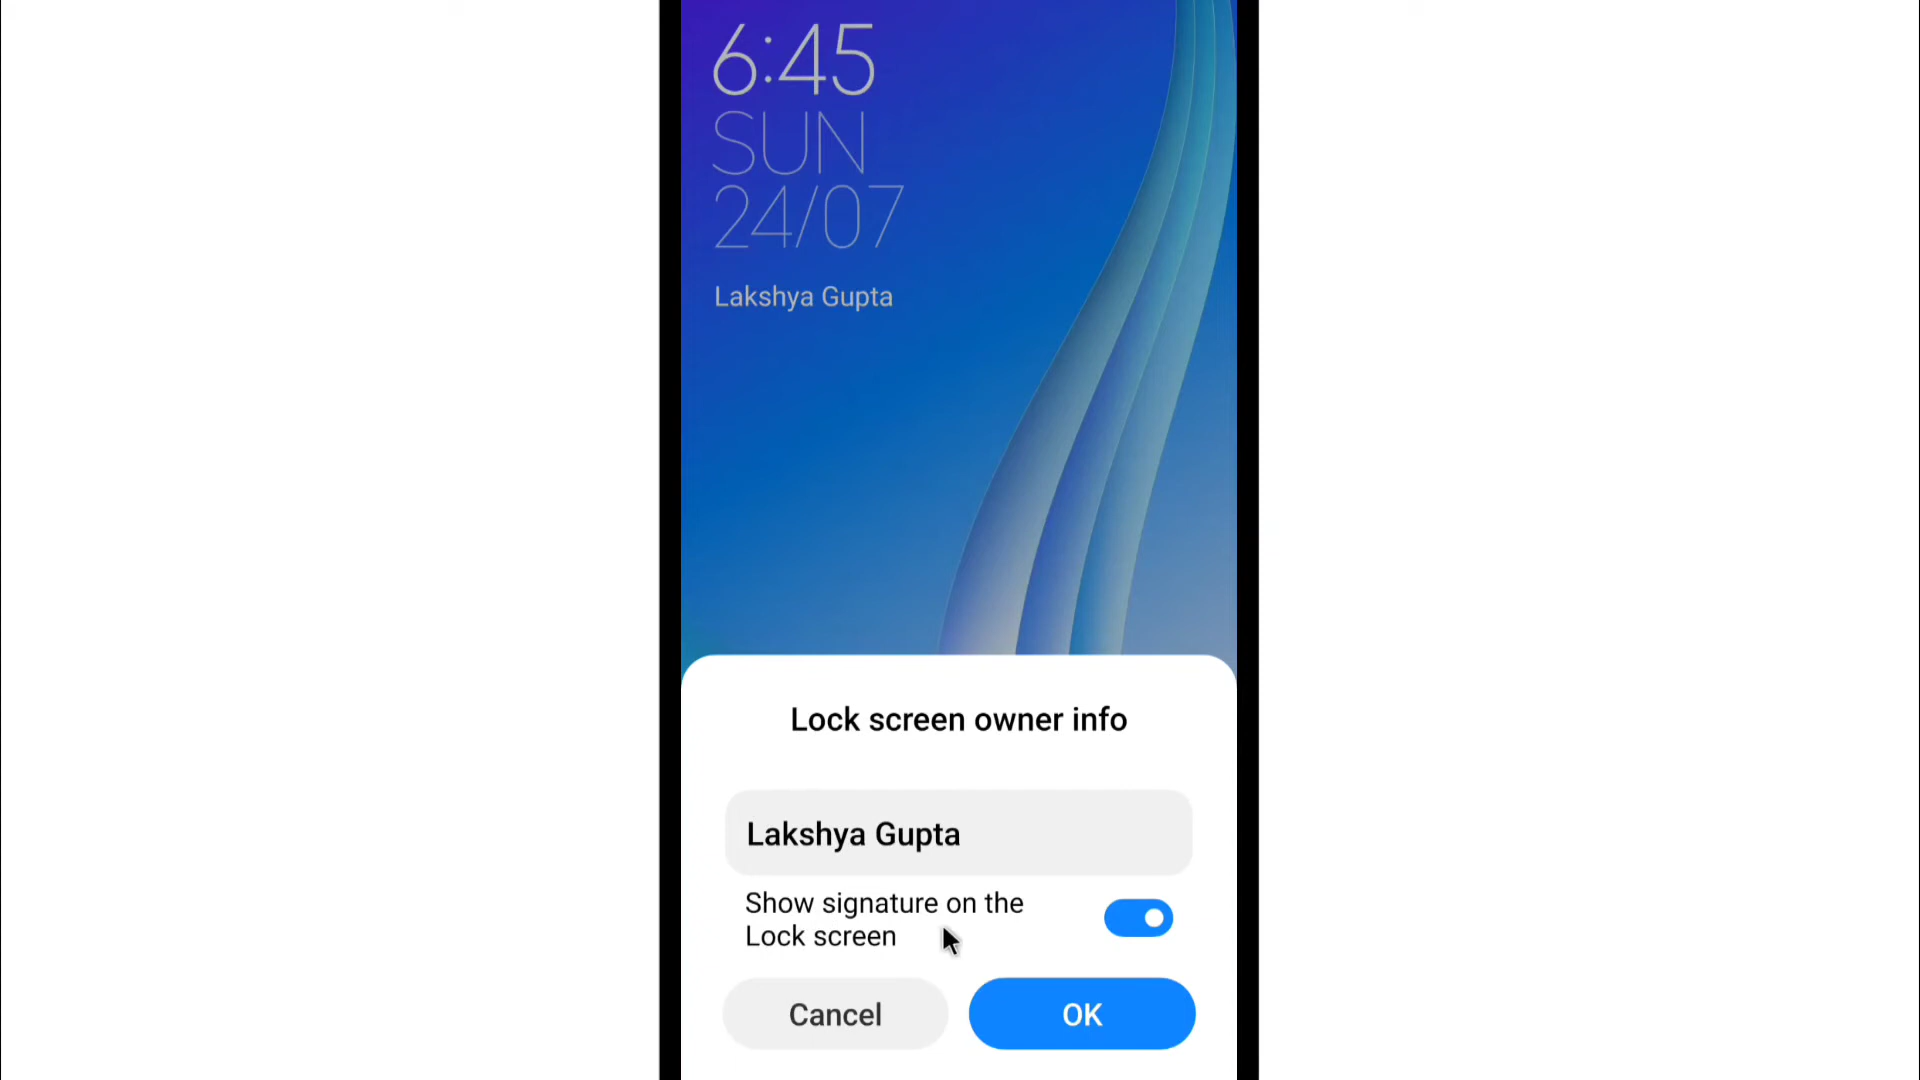 6:45
SUN
24/07
Lakshya Gupta
Lock screen owner info
Lakshya Gupta
Show signature on the
Lock screen
Cancel
OK